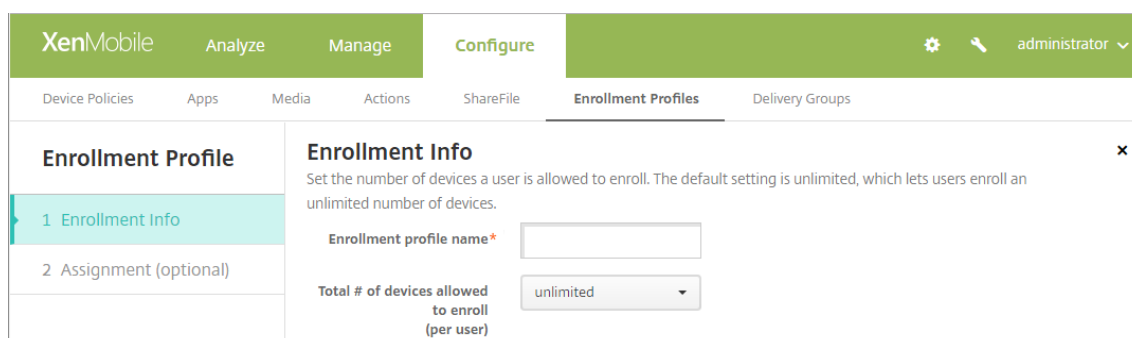 XenMobile Analyze Manage Configure administrator
Device Policies Apps Media Actions ShareFile Enrollment Profiles Delivery Groups
Enrollment Profile
1 Enrollment Info
2 Assignment (optional)
Enrollment Info
Set the number of devices a user is allowed to enroll. The default setting is unlimited, which lets users enroll an
unlimited number of devices.
Enrollment profile name*
Total # of devices allowed
to enroll
(per user)
unlimited